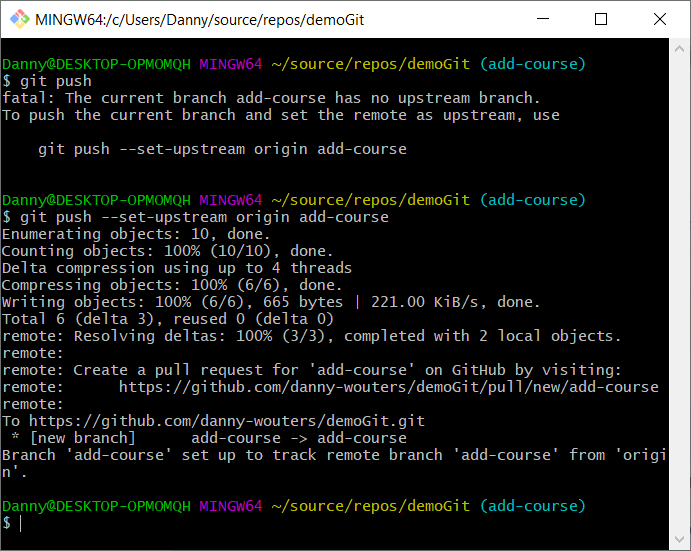 MINGW64:/c/Users/Danny/source/repos/demoGit
Danny@DESKTOP-OPMOMQH MINGW64 ~/source/repos/demoGit (add-course)
$ git push
fatal: The current branch add-course has no upstream branch.
To push the current branch and set the remote as upstream, use
    git push --set-upstream origin add-course
Danny@DESKTOP-OPMOMQH MINGW64 ~/source/repos/demoGit (add-course)
$ git push --set-upstream origin add-course
Enumerating objects: 10, done.
Counting objects: 100% (10/10), done.
Delta compression using up to 4 threads
Compressing objects: 100% (6/6), done.
Writing objects: 100% (6/6), 665 bytes | 221.00 KiB/s, done.
Total 6 (delta 3), reused 0 (delta 0)
remote: Resolving deltas: 100% (3/3), completed with 2 local objects.
remote:
remote: Create a pull request for 'add-course' on GitHub by visiting:
remote:      https://github.com/danny-wouters/demoGit/pull/new/add-course
remote:
To https://github.com/danny-wouters/demoGit.git
 * [new branch]      add-course -> add-course
Branch 'add-course' set up to track remote branch 'add-course' from 'origi
n'.
Danny@DESKTOP-OPMOMQH MINGW64 ~/source/repos/demoGit (add-course)
$